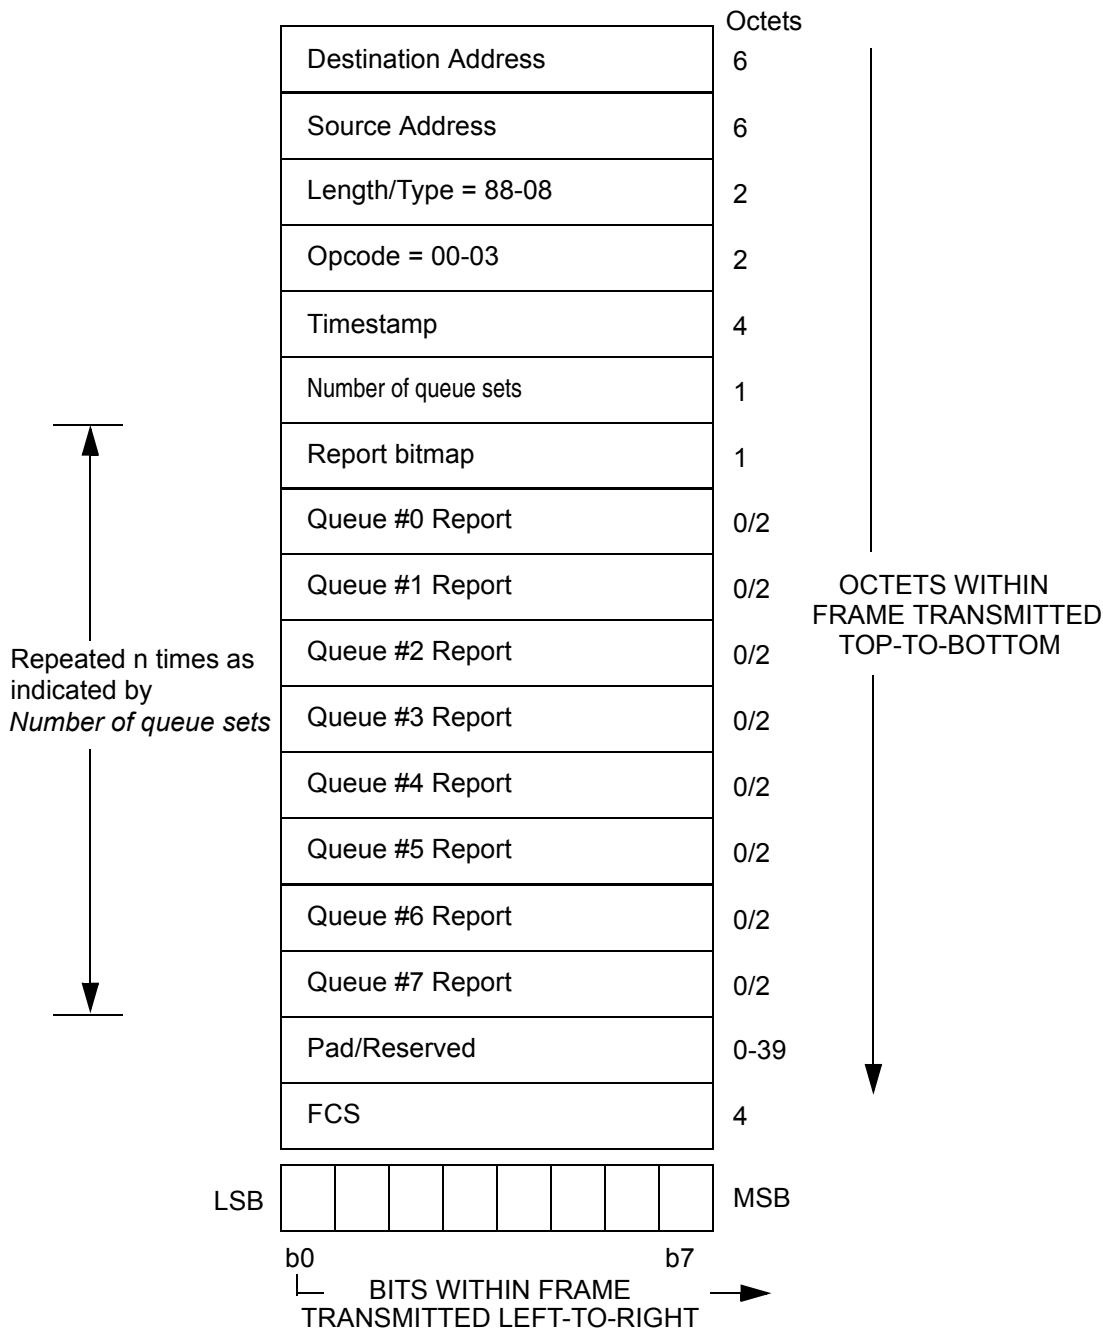 Octets
Destination Address 6
Source Address 6
Length/Type = 88-08 2
Opcode = 00-03 2
Timestamp 4
Number of queue sets 1
Report bitmap 1
Queue #0 Report 0/2
Queue #1 Report 0/2
Queue #2 Report 0/2
Queue #3 Report 0/2
Queue #4 Report 0/2
Queue #5 Report 0/2
Queue #6 Report 0/2
Queue #7 Report 0/2
Pad/Reserved 0-39
FCS 4
Repeated n times as
indicated by
Number of queue sets
OCTETS WITHIN
FRAME TRANSMITTED
TOP-TO-BOTTOM
LSB MSB
b0 b7
BITS WITHIN FRAME
TRANSMITTED LEFT-TO-RIGHT